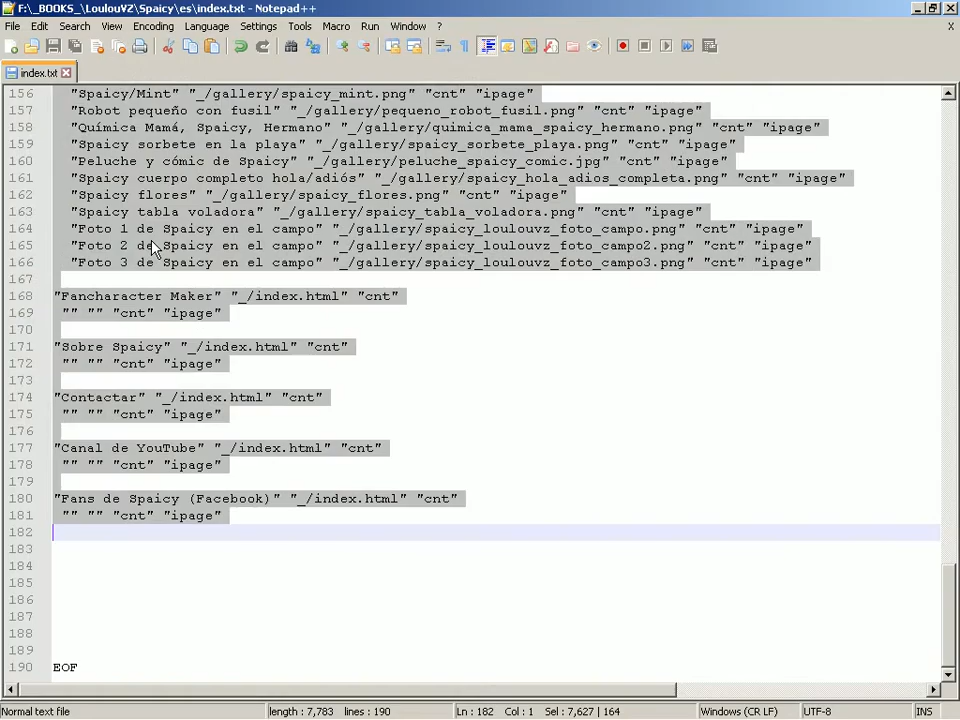 F:\_BOOKS_\LoulouVZ\Spaicy\es\index.txt - Notepad++
File Edit Search View Encoding Language Settings Tools Macro Run Window ? X
index.txt
156 "Spaicy/Mint" "_/gallery/spaicy_mint.png" "cnt" "ipage"
157 "Robot pequeño con fusil" "_/gallery/pequeno_robot_fusil.png" "cnt" "ipage"
158 "Química Mamá, Spaicy, Hermano" "_/gallery/quimica_mama_spaicy_hermano.png" "cnt" "ipage"
159 "Spaicy sorbete en la playa" "_/gallery/spaicy_sorbete_playa.png" "cnt" "ipage"
160 "Peluche y cómic de Spaicy" "_/gallery/peluche_spaicy_comic.jpg" "cnt" "ipage"
161 "Spaicy cuerpo completo hola/adiós" "_/gallery/spaicy_hola_adios_completa.png" "cnt" "ipage"
162 "Spaicy flores" "_/gallery/spaicy_flores.png" "cnt" "ipage"
163 "Spaicy tabla voladora" "_/gallery/spaicy_tabla_voladora.png" "cnt" "ipage"
164 "Foto 1 de Spaicy en el campo" "_/gallery/spaicy_loulouvz_foto_campo.png" "cnt" "ipage"
165 "Foto 2 de Spaicy en el campo" "_/gallery/spaicy_loulouvz_foto_campo2.png" "cnt" "ipage"
166 "Foto 3 de Spaicy en el campo" "_/gallery/spaicy_loulouvz_foto_campo3.png" "cnt" "ipage"
167
168 "Fancharacter Maker" "_/index.html" "cnt"
169 "" "" "cnt" "ipage"
170
171 "Sobre Spaicy" "_/index.html" "cnt"
172 "" "" "cnt" "ipage"
173
174 "Contactar" "_/index.html" "cnt"
175 "" "" "cnt" "ipage"
176
177 "Canal de YouTube" "_/index.html" "cnt"
178 "" "" "cnt" "ipage"
179
180 "Fans de Spaicy (Facebook)" "_/index.html" "cnt"
181 "" "" "cnt" "ipage"
182
183
184
185
186
187
188
189
190 EOF
Normal text file length : 7,783 lines : 190 Ln : 182 Col : 1 Sel : 7,627 | 164 Windows (CR LF) UTF-8 INS